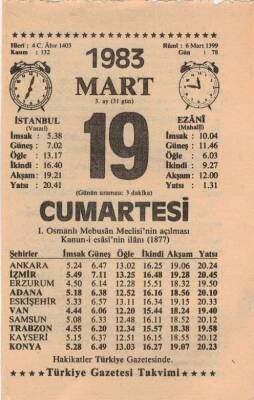 Hicri : 4 C. Âhır 1403
Kasım : 132
Rûmî : 6 Mart 1399
Gün : 78
1983
MART
3. ay (31 gün)
19
İSTANBUL
(Vasatî)
İmsak : 5.38
Güneş : 7.02
Öğle : 13.17
İkindi : 16.40
Akşam : 19.21
Yatsı : 20.41
EZÂNÎ
(Mahallî)
İmsak : 10.04
Güneş : 11.46
Öğle : 6.03
İkindi : 9.27
Akşam : 12.00
Yatsı : 1.31
(Günün uzaması: 3 dakika)
CUMARTESİ
I. Osmanlı Mebusân Meclisi'nin açılması
Kanun-i esâsî'nin ilânı (1877)
Şehirler İmsak Güneş Öğle İkindi Akşam Yatsı
ANKARA 5.24 6.47 13.02 16.25 19.06 20.24
İZMİR 5.49 7.11 13.25 16.48 19.28 20.45
ERZURUM 4.50 6.14 12.28 15.51 18.32 19.50
ADANA 5.18 6.38 12.52 16.16 18.56 20.10
ESKİŞEHİR 5.33 6.57 13.11 16.34 19.15 20.33
VAN 4.44 6.06 12.20 15.44 18.24 19.40
SAMSUN 5.08 6.33 12.48 16.11 18.52 20.12
TRABZON 4.55 6.20 12.34 15.57 18.38 19.58
KAYSERİ 5.15 6.37 12.51 16.15 18.55 20.12
KONYA 5.28 6.49 13.03 16.27 19.07 20.23
Hakikatler Türkiye Gazetesinde.
★★★★Türkiye Gazetesi Takvimi★★★★